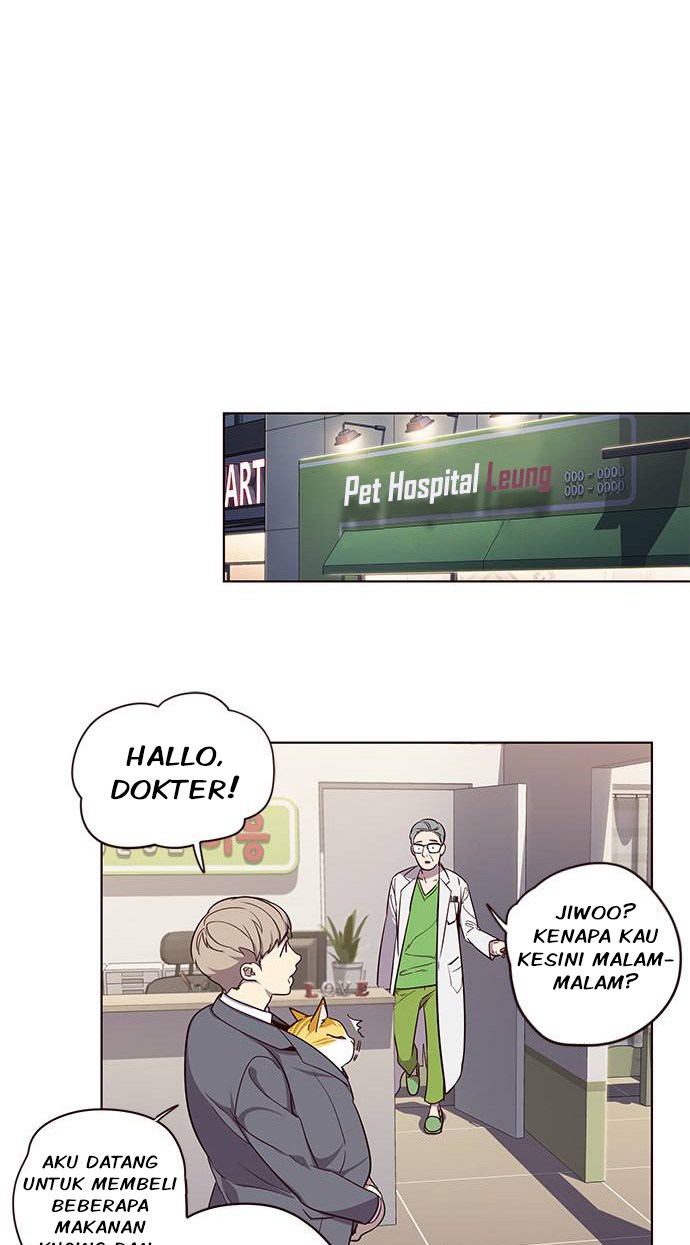 ART
Pet Hospital Leung
000 - 0000
000 - 0000
HALLO,
DOKTER!
LOVE
JIWOO?
KENAPA KAU
KESINI MALAM-
MALAM?
AKU DATANG
UNTUK MEMBELI
BEBERAPA
MAKANAN